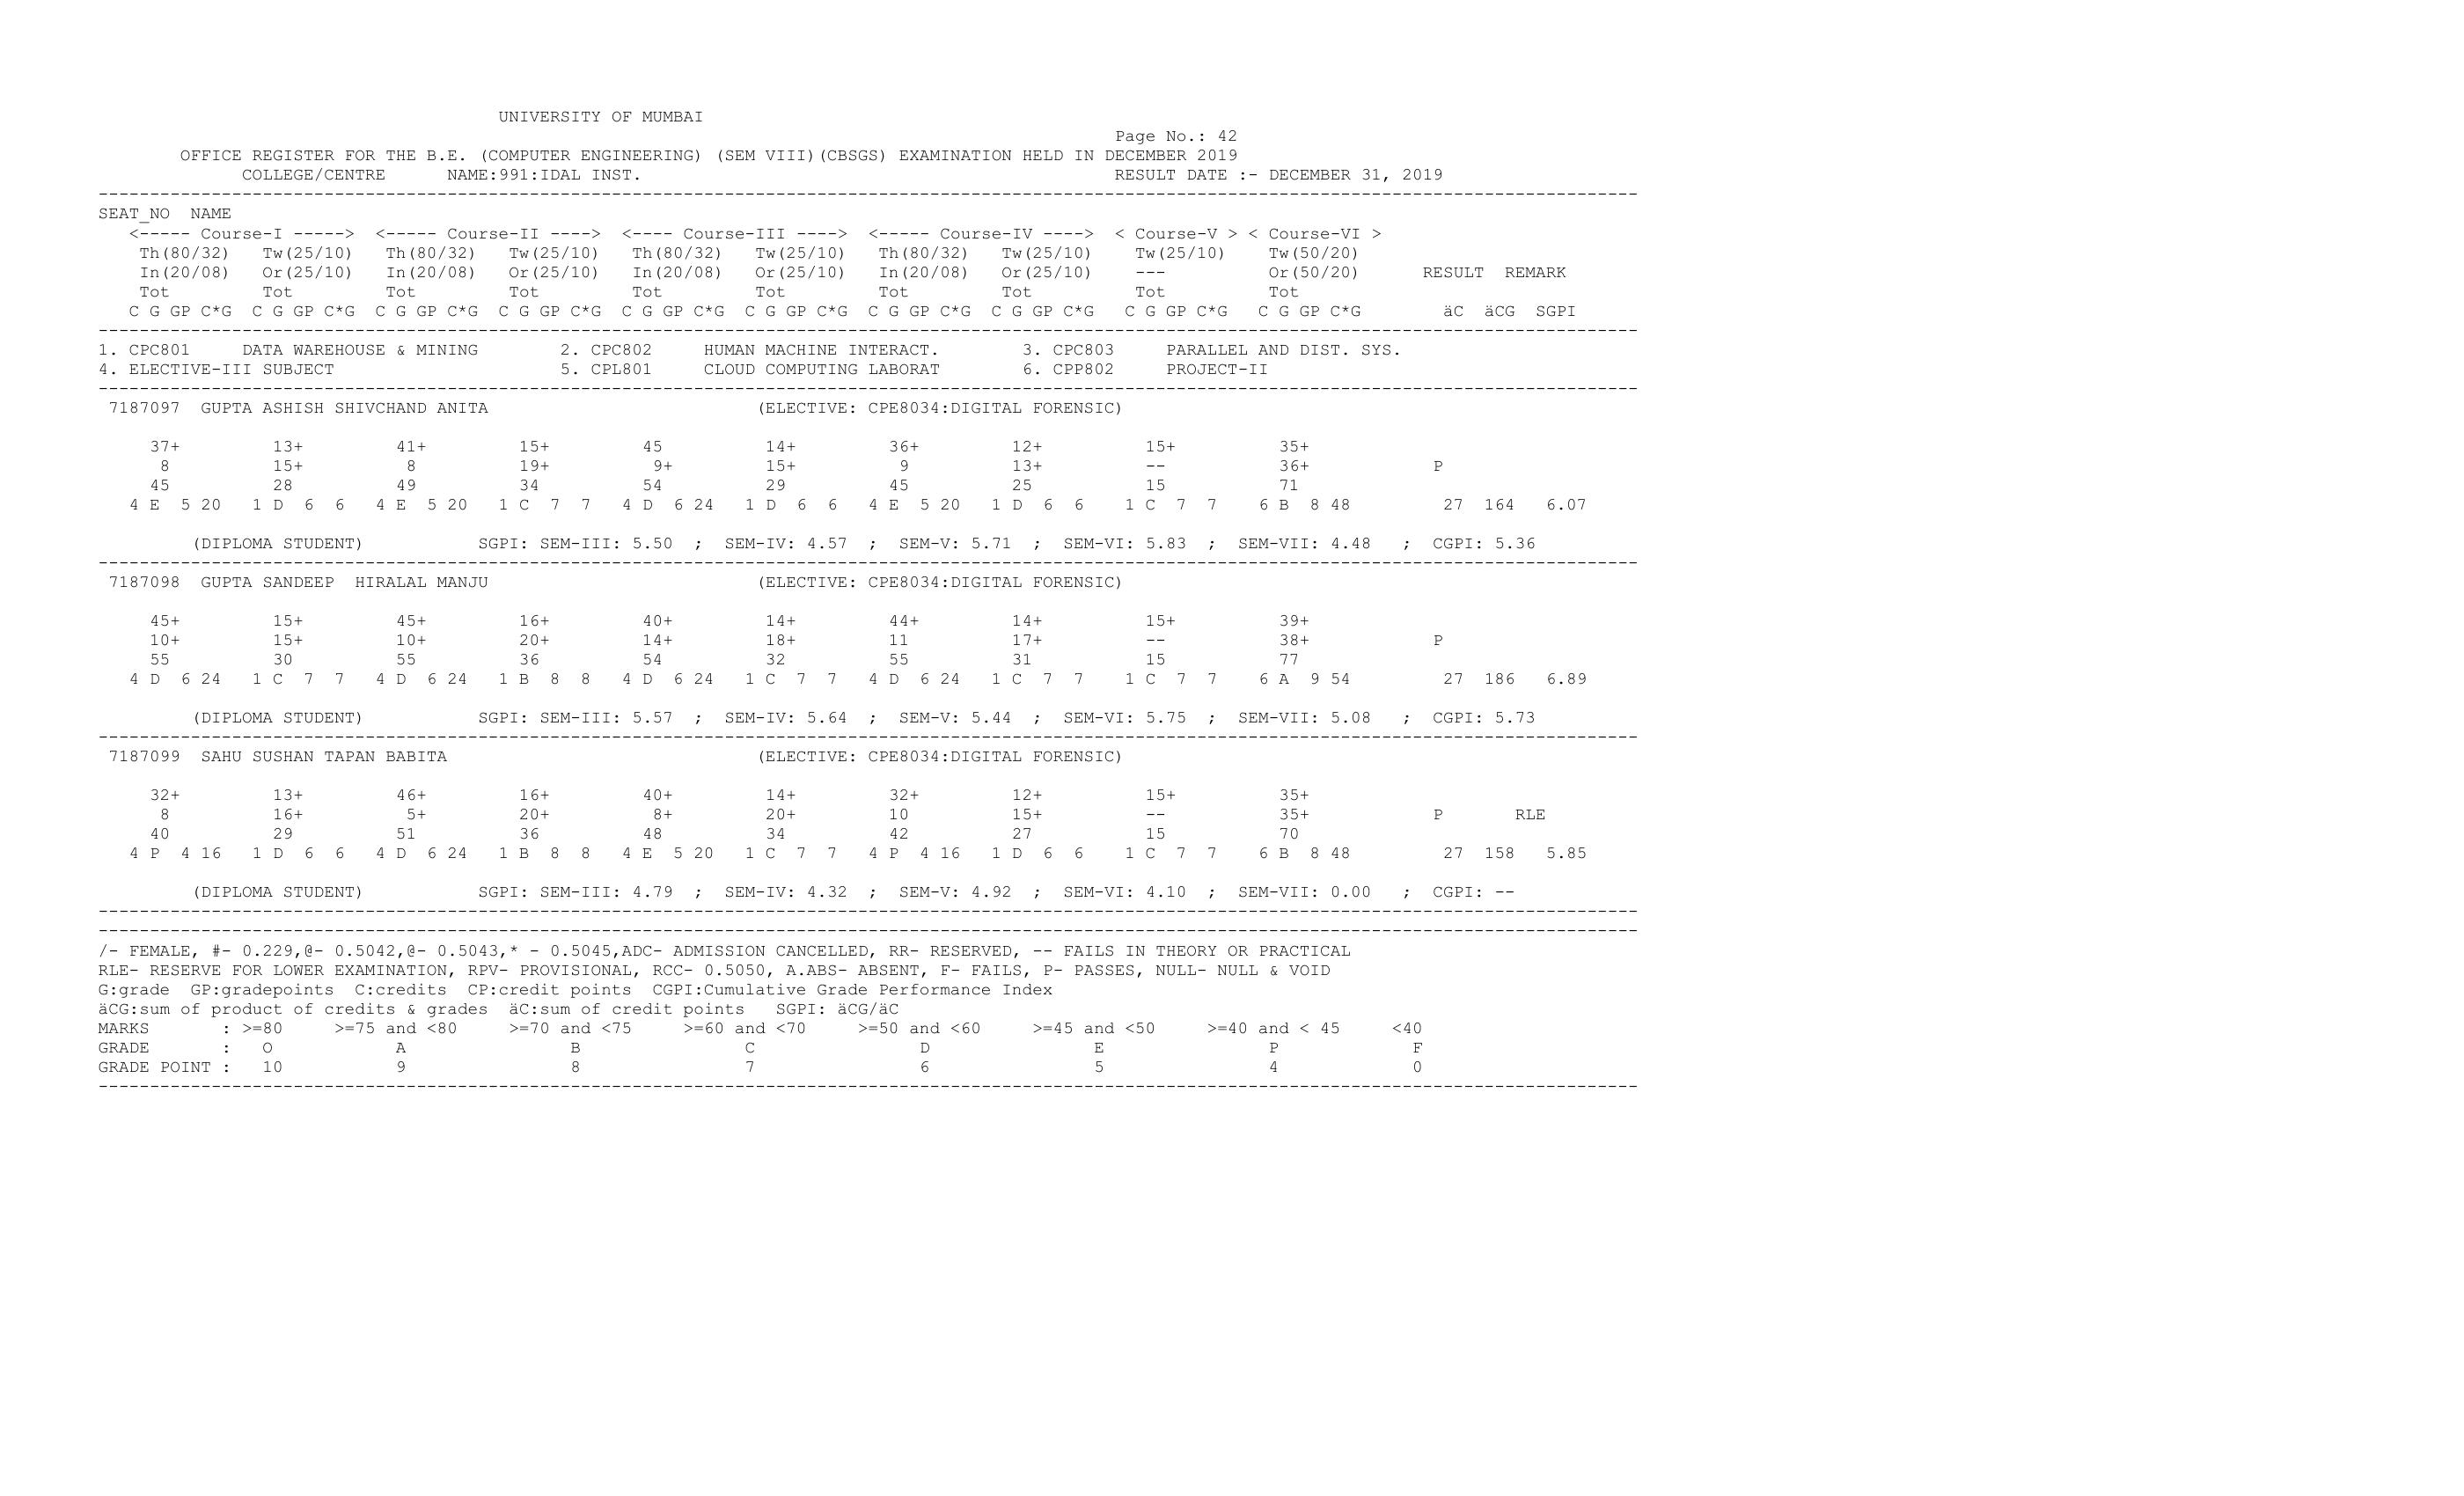 UNIVERSITY OF MUMBAI
Page No.: 42
OFFICE REGISTER FOR THE B.E. (COMPUTER ENGINEERING) (SEM VIII)(CBSGS) EXAMINATION HELD IN DECEMBER 2019
COLLEGE/CENTRE NAME:991:IDAL INST. RESULT DATE :- DECEMBER 31, 2019
SEAT_NO NAME
<----- Course-I -----> <----- Course-II ----> <---- Course-III ----> <----- Course-IV ----> < Course-V > < Course-VI >
Th(80/32) Tw(25/10) Th(80/32) Tw(25/10) Th(80/32) Tw(25/10) Th(80/32) Tw(25/10) Tw(25/10) Tw(50/20)
In(20/08) Or(25/10) In(20/08) Or(25/10) In(20/08) Or(25/10) In(20/08) Or(25/10) --- Or(50/20) RESULT REMARK
Tot Tot Tot Tot Tot Tot Tot Tot Tot Tot
C G GP C*G C G GP C*G C G GP C*G C G GP C*G C G GP C*G C G GP C*G C G GP C*G C G GP C*G C G GP C*G C G GP C*G äC äCG SGPI
1. CPC801 DATA WAREHOUSE & MINING 2. CPC802 HUMAN MACHINE INTERACT. 3. CPC803 PARALLEL AND DIST. SYS.
4. ELECTIVE-III SUBJECT 5. CPL801 CLOUD COMPUTING LABORAT 6. CPP802 PROJECT-II
7187097 GUPTA ASHISH SHIVCHAND ANITA (ELECTIVE: CPE8034:DIGITAL FORENSIC)
37+ 13+ 41+ 15+ 45 14+ 36+ 12+ 15+ 35+
8 15+ 8 19+ 9+ 15+ 9 13+ -- 36+ P
45 28 49 34 54 29 45 25 15 71
4 E 5 20 1 D 6 6 4 E 5 20 1 C 7 7 4 D 6 24 1 D 6 6 4 E 5 20 1 D 6 6 1 C 7 7 6 B 8 48 27 164 6.07
(DIPLOMA STUDENT) SGPI: SEM-III: 5.50 ; SEM-IV: 4.57 ; SEM-V: 5.71 ; SEM-VI: 5.83 ; SEM-VII: 4.48 ; CGPI: 5.36
7187098 GUPTA SANDEEP HIRALAL MANJU (ELECTIVE: CPE8034:DIGITAL FORENSIC)
45+ 15+ 45+ 16+ 40+ 14+ 44+ 14+ 15+ 39+
10+ 15+ 10+ 20+ 14+ 18+ 11 17+ -- 38+ P
55 30 55 36 54 32 55 31 15 77
4 D 6 24 1 C 7 7 4 D 6 24 1 B 8 8 4 D 6 24 1 C 7 7 4 D 6 24 1 C 7 7 1 C 7 7 6 A 9 54 27 186 6.89
(DIPLOMA STUDENT) SGPI: SEM-III: 5.57 ; SEM-IV: 5.64 ; SEM-V: 5.44 ; SEM-VI: 5.75 ; SEM-VII: 5.08 ; CGPI: 5.73
7187099 SAHU SUSHAN TAPAN BABITA (ELECTIVE: CPE8034:DIGITAL FORENSIC)
32+ 13+ 46+ 16+ 40+ 14+ 32+ 12+ 15+ 35+
8 16+ 5+ 20+ 8+ 20+ 10 15+ -- 35+ P RLE
40 29 51 36 48 34 42 27 15 70
4 P 4 16 1 D 6 6 4 D 6 24 1 B 8 8 4 E 5 20 1 C 7 7 4 P 4 16 1 D 6 6 1 C 7 7 6 B 8 48 27 158 5.85
(DIPLOMA STUDENT) SGPI: SEM-III: 4.79 ; SEM-IV: 4.32 ; SEM-V: 4.92 ; SEM-VI: 4.10 ; SEM-VII: 0.00 ; CGPI: --
/- FEMALE, #- 0.229,@- 0.5042,@- 0.5043,* - 0.5045,ADC- ADMISSION CANCELLED, RR- RESERVED, -- FAILS IN THEORY OR PRACTICAL
RLE- RESERVE FOR LOWER EXAMINATION, RPV- PROVISIONAL, RCC- 0.5050, A.ABS- ABSENT, F- FAILS, P- PASSES, NULL- NULL & VOID
G:grade GP:gradepoints C:credits CP:credit points CGPI:Cumulative Grade Performance Index
äCG:sum of product of credits & grades äC:sum of credit points SGPI: äCG/äC
MARKS : >=80 >=75 and <80 >=70 and <75 >=60 and <70 >=50 and <60 >=45 and <50 >=40 and < 45 <40
GRADE : O A B C D E P F
GRADE POINT : 10 9 8 7 6 5 4 0